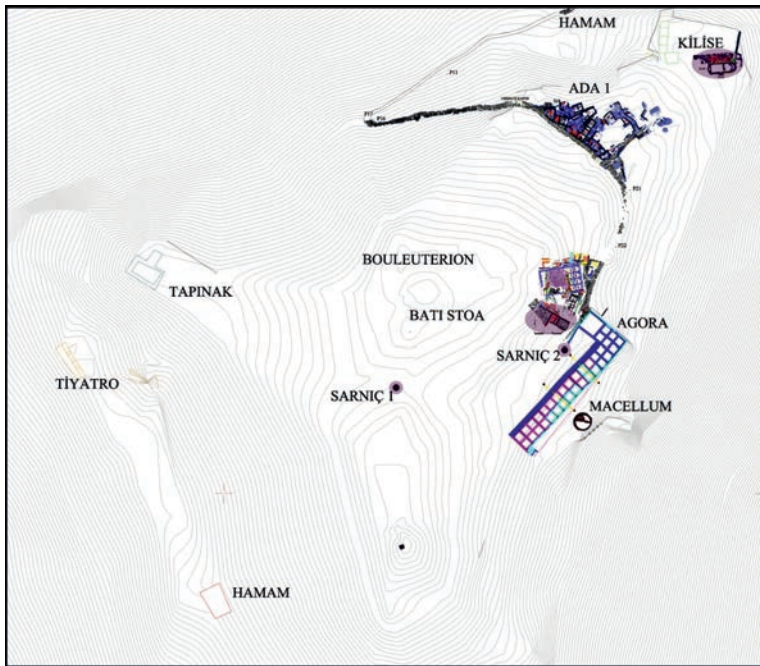 HAMAM
KİLİSE
ADA 1
BOULEUTERION
TAPINAK
BATI STOA
AGORA
SARNIÇ 2
TİYATRO
SARNIÇ 1
MACELLUM
HAMAM